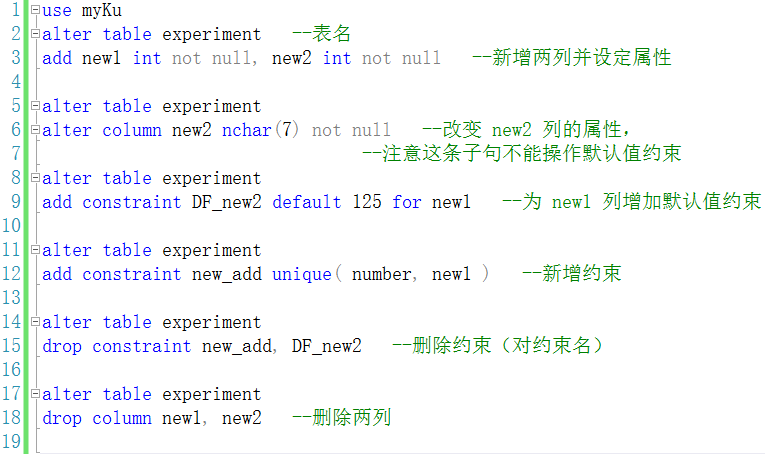 1 use myKu
2 alter table experiment --表名
3 add new1 int not null, new2 int not null --新增两列并设定属性
4
5 alter table experiment
6 alter column new2 nchar(7) not null --改变 new2 列的属性,
7 --注意这条子句不能操作默认值约束
8 alter table experiment
9 add constraint DF_new2 default 125 for new1 --为 new1 列增加默认值约束
10
11 alter table experiment
12 add constraint new_add unique( number, new1 ) --新增约束
13
14 alter table experiment
15 drop constraint new_add, DF_new2 --删除约束（对约束名）
16
17 alter table experiment
18 drop column new1, new2 --删除两列
19